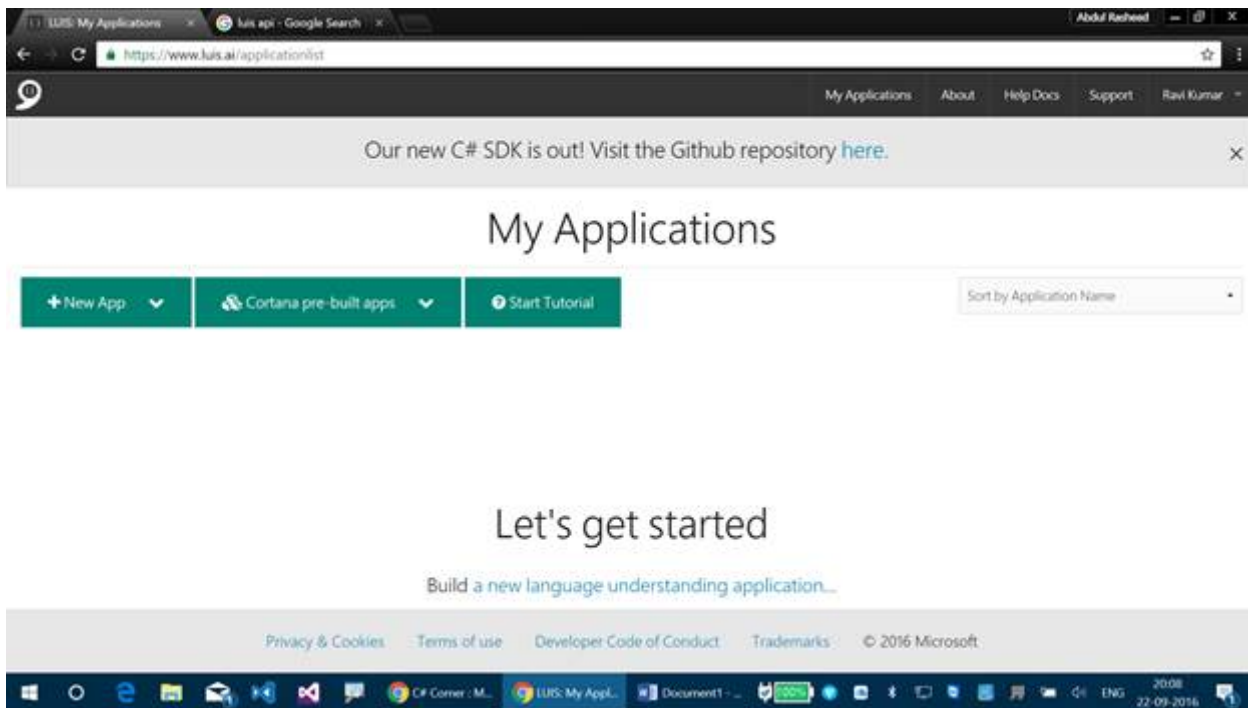 LUIS: My Applications
luis api - Google Search
Abdul Rasheed
https://www.luis.ai/applicationlist
My Applications About Help Docs Support Ravi Kumar
Our new C# SDK is out! Visit the Github repository here.
My Applications
New App
Cortana pre-built apps
Start Tutorial
Sort by Application Name
Let's get started
Build a new language understanding application...
Privacy & Cookies Terms of use Developer Code of Conduct Trademarks © 2016 Microsoft
C# Corner : M...
LUIS: My Appl...
Document1 - ...
100%
ENG
20:08
22-09-2016